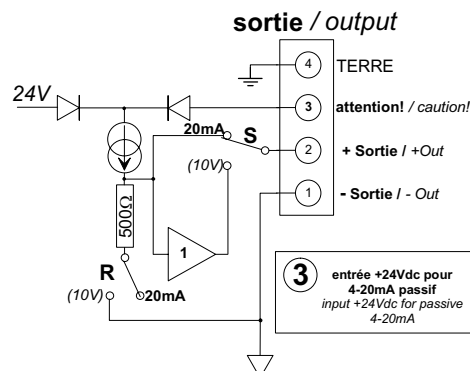 sortie / output
4 TERRE
24V
3 attention! / caution!
20mA S
2 + Sortie / +Out
(10V)
1 - Sortie / - Out
500Ω
1
R
(10V) 20mA
3 entrée +24Vdc pour
4-20mA passif
input +24Vdc for passive
4-20mA